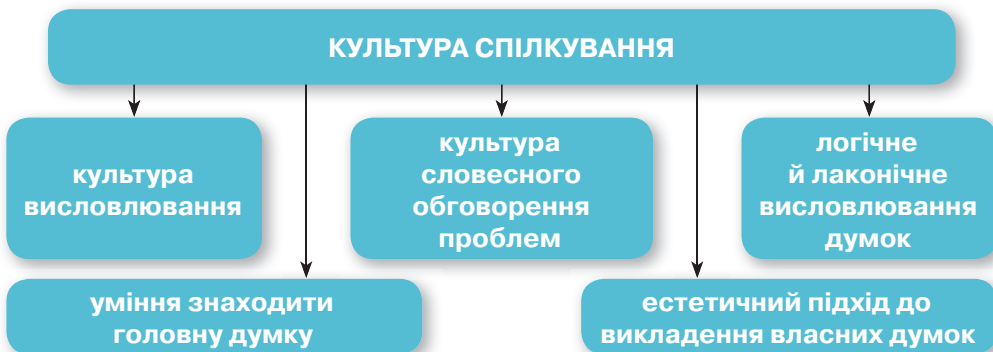 КУЛЬТУРА СПІЛКУВАННЯ
культура
висловлювання
культура
словесного
обговорення
проблем
логічне
й лаконічне
висловлювання
думок
уміння знаходити
головну думку
естетичний підхід до
викладення власних думок